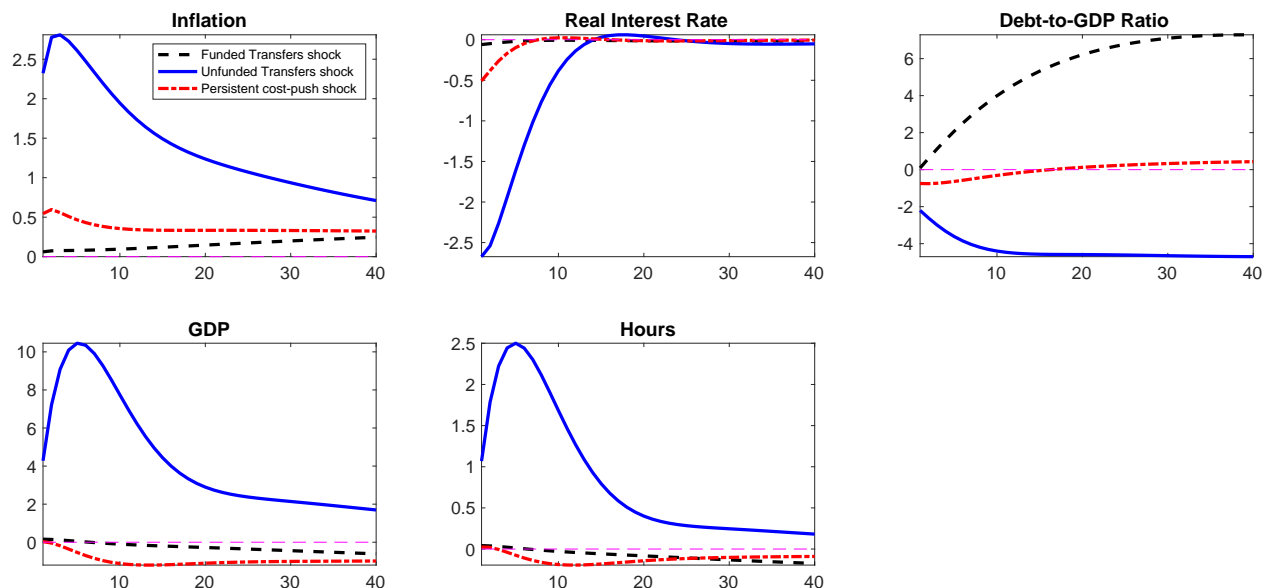 Inflation
2.5
2
1.5
1
0.5
0
10 20 30 40
Funded Transfers shock
Unfunded Transfers shock
Persistent cost-push shock
Real Interest Rate
0
-0.5
-1
-1.5
-2
-2.5
10 20 30 40
Debt-to-GDP Ratio
6
4
2
0
-2
-4
10 20 30 40
GDP
10
8
6
4
2
0
10 20 30 40
Hours
2.5
2
1.5
1
0.5
0
10 20 30 40